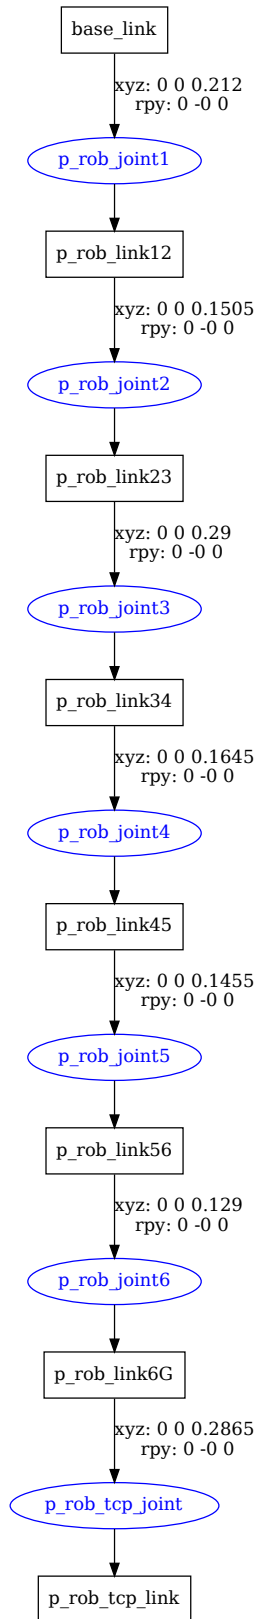 base_link
xyz: 0 0 0.212
rpy: 0 -0 0
p_rob_joint1
p_rob_link12
xyz: 0 0 0.1505
rpy: 0 -0 0
p_rob_joint2
p_rob_link23
xyz: 0 0 0.29
rpy: 0 -0 0
p_rob_joint3
p_rob_link34
xyz: 0 0 0.1645
rpy: 0 -0 0
p_rob_joint4
p_rob_link45
xyz: 0 0 0.1455
rpy: 0 -0 0
p_rob_joint5
p_rob_link56
xyz: 0 0 0.129
rpy: 0 -0 0
p_rob_joint6
p_rob_link6G
xyz: 0 0 0.2865
rpy: 0 -0 0
p_rob_tcp_joint
p_rob_tcp_link